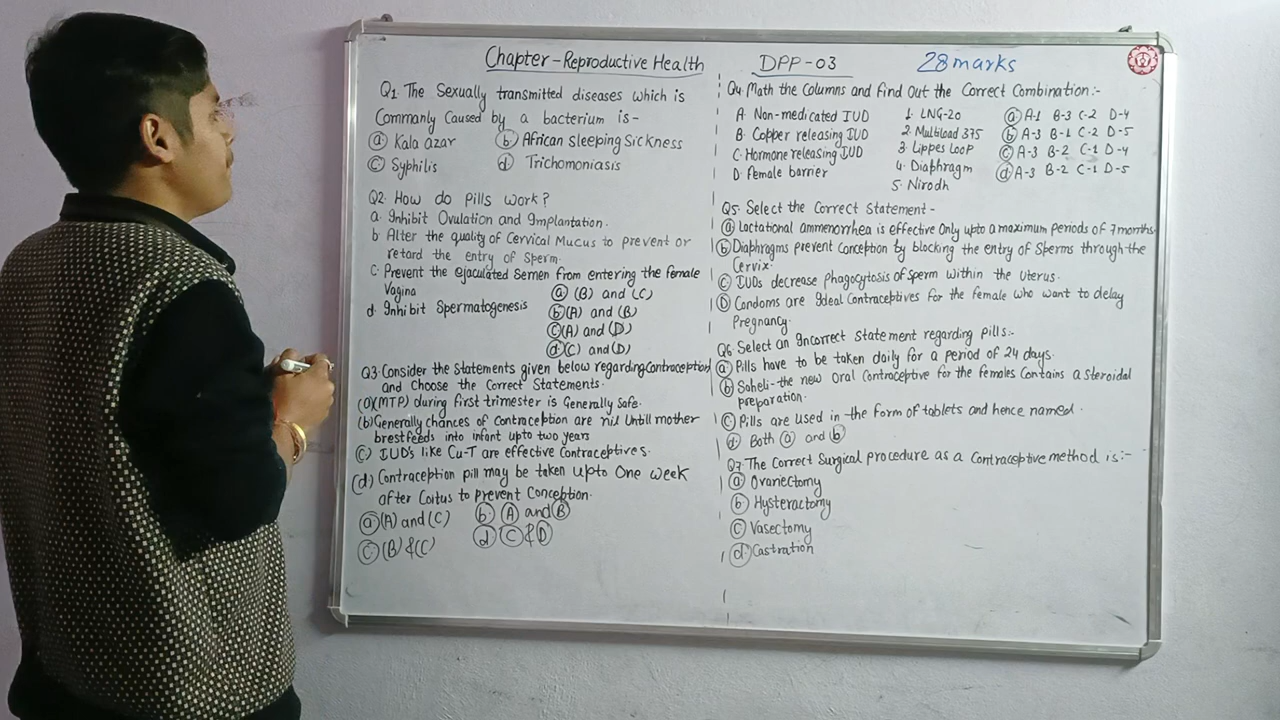 Chapter - Reproductive Health DPP-03 28 marks
Q1. The Sexually transmitted diseases which is
Commanly Caused by a bacterium is -
(a) Kala azar (b) African sleeping Sickness
(c) Syphilis (d) Trichomoniasis
Q2. How do Pills work?
a. Inhibit Ovulation and Implantation.
b. Alter the quality of Cervical Mucus to prevent or
retard the entry of Sperm.
C. Prevent the ejaculated Semen from entering the female
Vagina (a) (B) and (C)
d. Inhibit Spermatogenesis (b) (A) and (B)
(c) (A) and (D)
(d) (C) and (D)
Q3. Consider the Statements given below regarding Contraception
and choose the Correct Statements.
(a) (MTP) during first trimester is Generally safe.
(b) Generally chances of Contraception are nil Untill mother
brestfeeds into infant upto two years
(C) IUD's like Cu-T are effective Contraceptives.
(d) Contraception pill may be taken Upto One week
after Coitus to prevent Conception.
(a) (A) and (C) (b) (A) and (B)
(C) (B) & (C) (d) (C) & (D)
Q4. Math the Columns and find Out the Correct Combination:-
A. Non-medicated IUD 1. LNG-20 (a) A-1 B-3 C-2 D-4
B. Copper releasing IUD 2. Multiload 375 (b) A-3 B-1 C-2 D-5
C. Hormone releasing IUD 3. Lippes Loop (c) A-3 B-2 C-1 D-4
D. Female barrier 4. Diaphragm (d) A-3 B-2 C-1 D-5
5. Nirodh
Q5. Select the Correct Statement -
(a) Lactational ammenorrhea is effective Only upto a maximum periods of 7 months.
(b) Diaphragms prevent Conception by blocking the entry of Sperms through the
Cervix.
(C) IUDs decrease phagocytosis of sperm within the Uterus.
(D) Condoms are Ideal Contraceptives for the female who want to delay
Pregnancy.
Q6. Select an Incorrect Statement regarding pills:-
(a) Pills have to be taken daily for a period of 24 days.
(b) Saheli - the new Oral Contraceptive for the females Contains a Steroidal
preparation.
(C) Pills are used in the form of tablets and hence named.
(d) Both (a) and (b)
Q7. The Correct Surgical procedure as a Contraceptive method is:-
(a) Ovariectomy
(b) Hysteractomy
(C) Vasectomy
(d) Castration